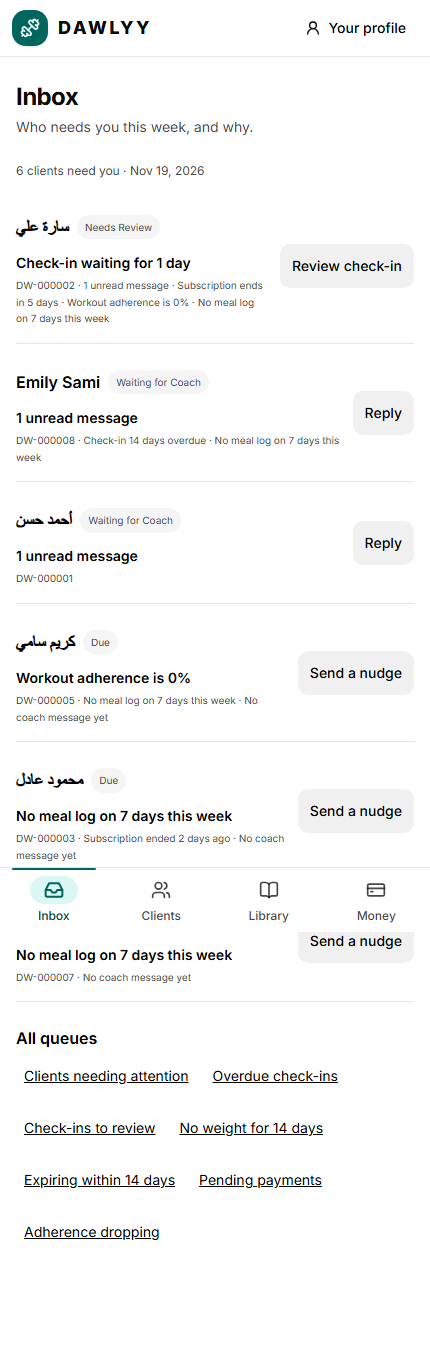 DAWLYY
Your profile
Inbox
Who needs you this week, and why.
6 clients need you · Nov 19, 2026
سارة علي
Needs Review
Check-in waiting for 1 day
DW-000002 · 1 unread message · Subscription ends
in 5 days · Workout adherence is 0% · No meal log
on 7 days this week
Review check-in
Emily Sami
Waiting for Coach
1 unread message
DW-000008 · Check-in 14 days overdue · No meal log on 7 days this
week
Reply
أحمد حسن
Waiting for Coach
1 unread message
DW-000001
Reply
كريم سامي
Due
Workout adherence is 0%
DW-000005 · No meal log on 7 days this week · No
coach message yet
Send a nudge
محمود عادل
Due
No meal log on 7 days this week
DW-000003 · Subscription ended 2 days ago · No coach
message yet
Send a nudge
Inbox
Clients
Library
Money
No meal log on 7 days this week
DW-000007 · No coach message yet
Send a nudge
All queues
Clients needing attention
Overdue check-ins
Check-ins to review
No weight for 14 days
Expiring within 14 days
Pending payments
Adherence dropping